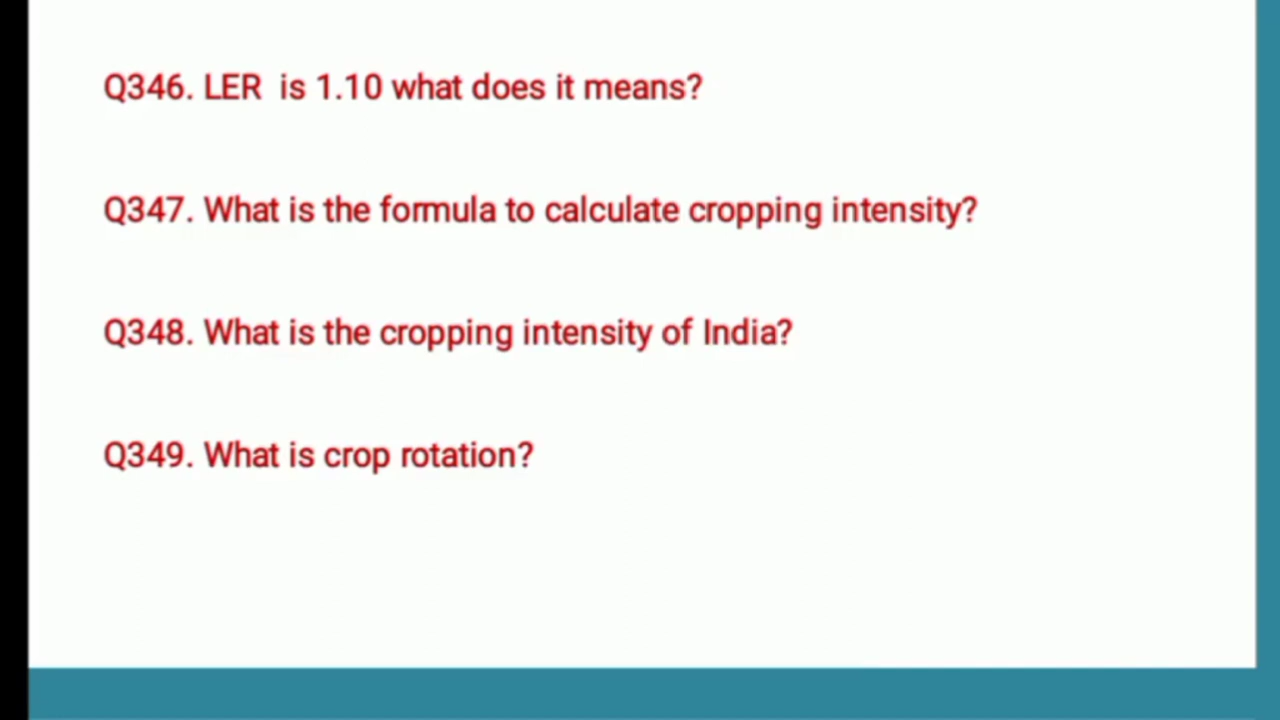 Q346. LER is 1.10 what does it means?
Q347. What is the formula to calculate cropping intensity?
Q348. What is the cropping intensity of India?
Q349. What is crop rotation?